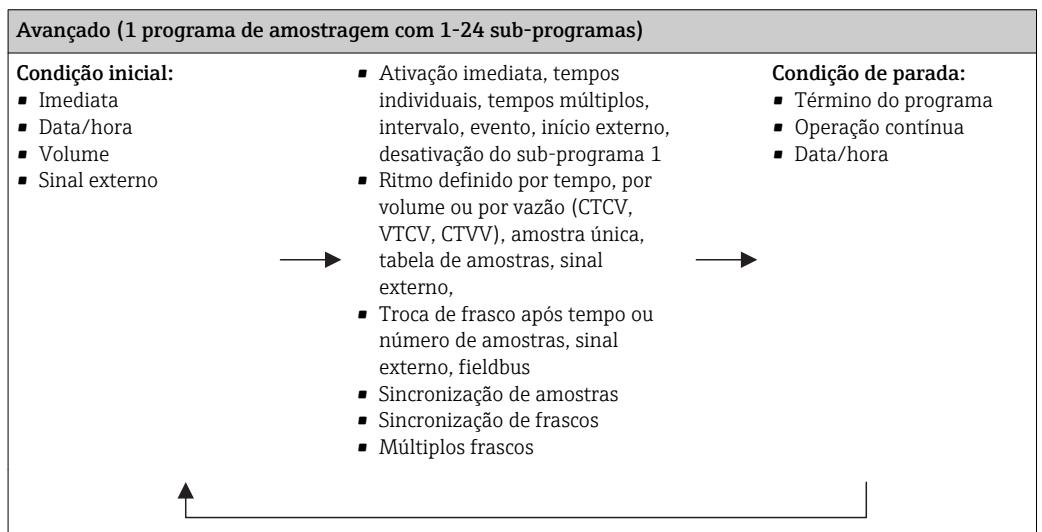 Avançado (1 programa de amostragem com 1-24 sub-programas)
Condição inicial:
▪ Imediata
▪ Data/hora
▪ Volume
▪ Sinal externo
▪ Ativação imediata, tempos
individuais, tempos múltiplos,
intervalo, evento, início externo,
desativação do sub-programa 1
▪ Ritmo definido por tempo, por
volume ou por vazão (CTCV,
VTCV, CTVV), amostra única,
tabela de amostras, sinal
externo,
▪ Troca de frasco após tempo ou
número de amostras, sinal
externo, fieldbus
▪ Sincronização de amostras
▪ Sincronização de frascos
▪ Múltiplos frascos
Condição de parada:
▪ Término do programa
▪ Operação contínua
▪ Data/hora